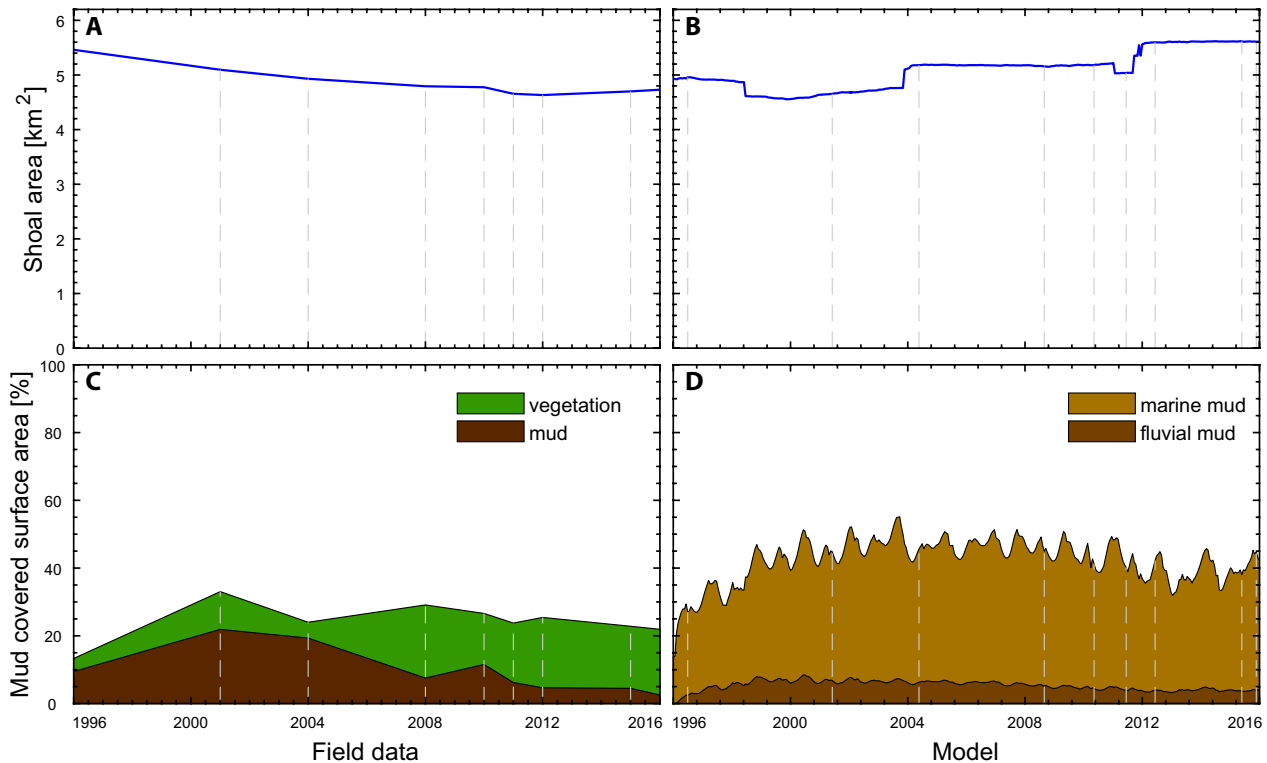 A
B
6
5
4
3
2
1
0
Shoal area [km²]
C
D
vegetation
mud
marine mud
fluvial mud
100
80
60
40
20
0
Mud covered surface area [%]
1996 2000 2004 2008 2012 2016
1996 2000 2004 2008 2012 2016
Field data
Model